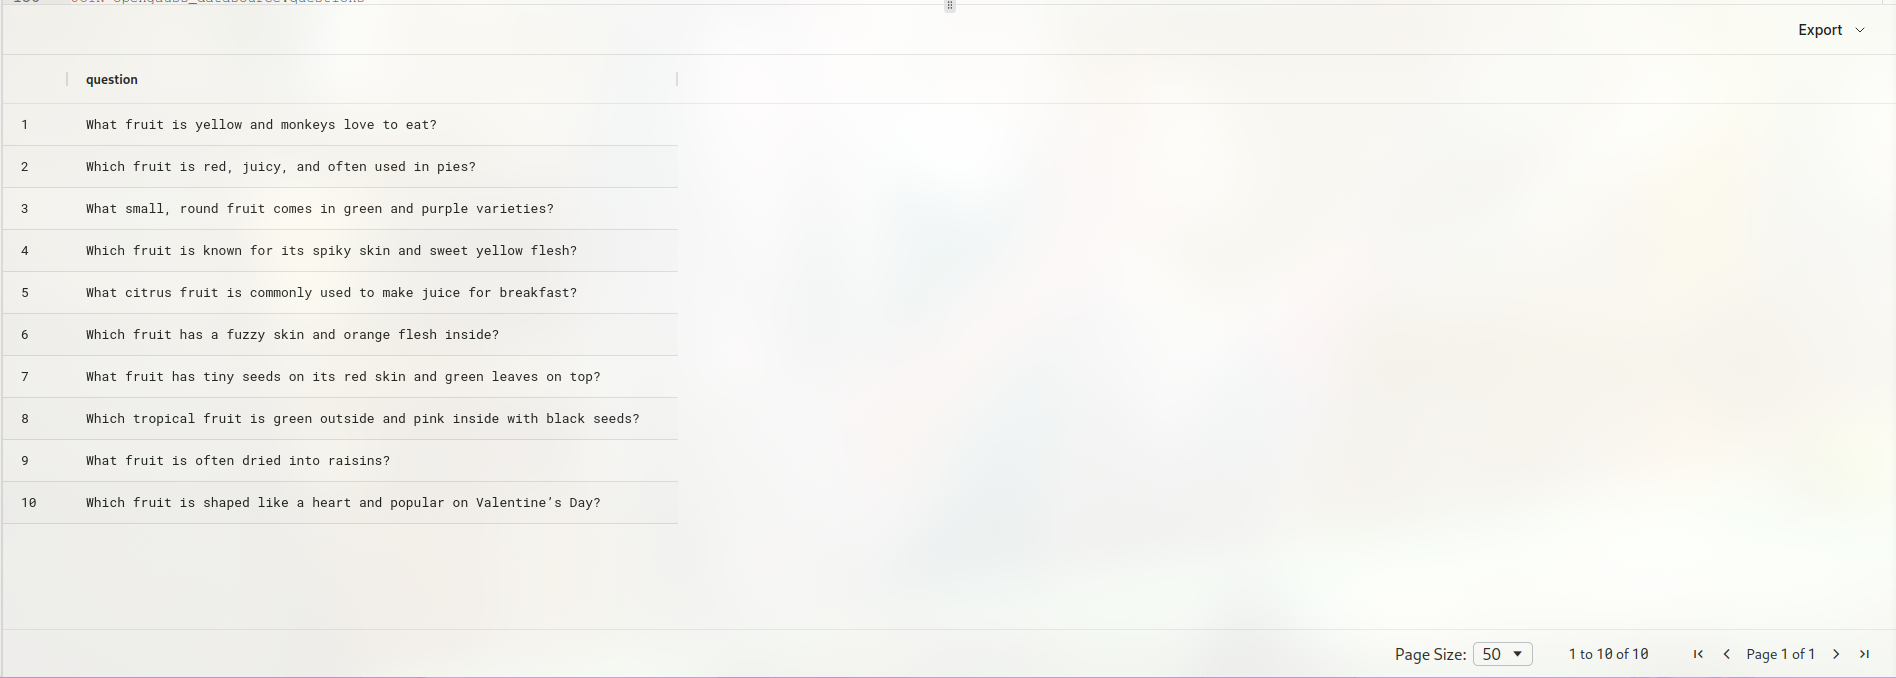 Export
question
1 What fruit is yellow and monkeys love to eat?
2 Which fruit is red, juicy, and often used in pies?
3 What small, round fruit comes in green and purple varieties?
4 Which fruit is known for its spiky skin and sweet yellow flesh?
5 What citrus fruit is commonly used to make juice for breakfast?
6 Which fruit has a fuzzy skin and orange flesh inside?
7 What fruit has tiny seeds on its red skin and green leaves on top?
8 Which tropical fruit is green outside and pink inside with black seeds?
9 What fruit is often dried into raisins?
10 Which fruit is shaped like a heart and popular on Valentine’s Day?
Page Size: 50 1 to 10 of 10 Page 1 of 1